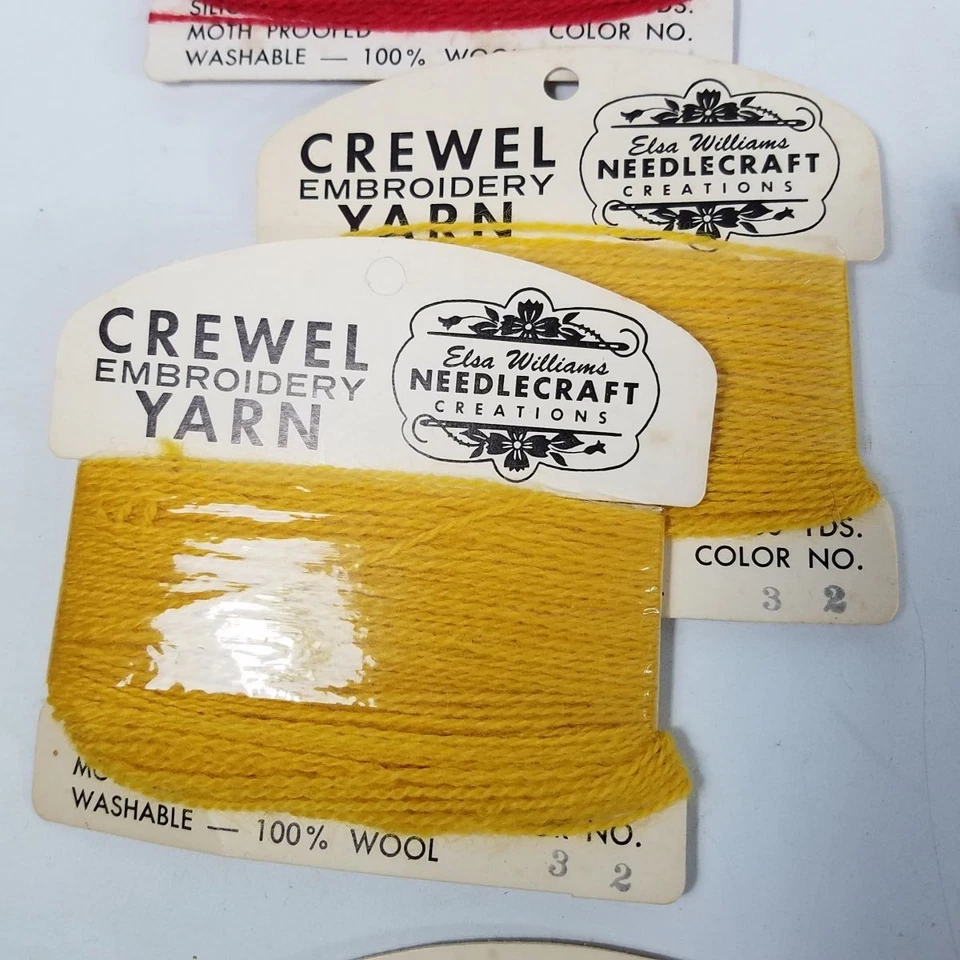 MOTH PROOFED
COLOR NO.
WASHABLE — 100%
CREWEL
EMBROIDERY
YARN
Elsa Williams
NEEDLECRAFT
CREATIONS
YDS.
COLOR NO.
3 2
CREWEL
EMBROIDERY
YARN
Elsa Williams
NEEDLECRAFT
CREATIONS
WASHABLE — 100% WOOL
NO.
3 2